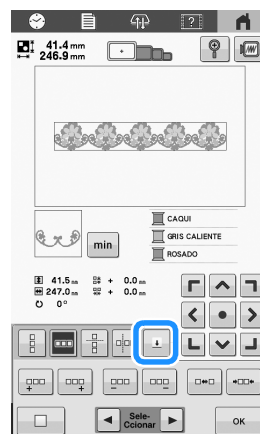 41.4 mm
246.9 mm
min
CAQUI
GRIS CALIENTE
ROSADO
41.5 mm + 0.0 mm
247.0 mm + 0.0 mm
0°
Sele-
Ccionar
OK